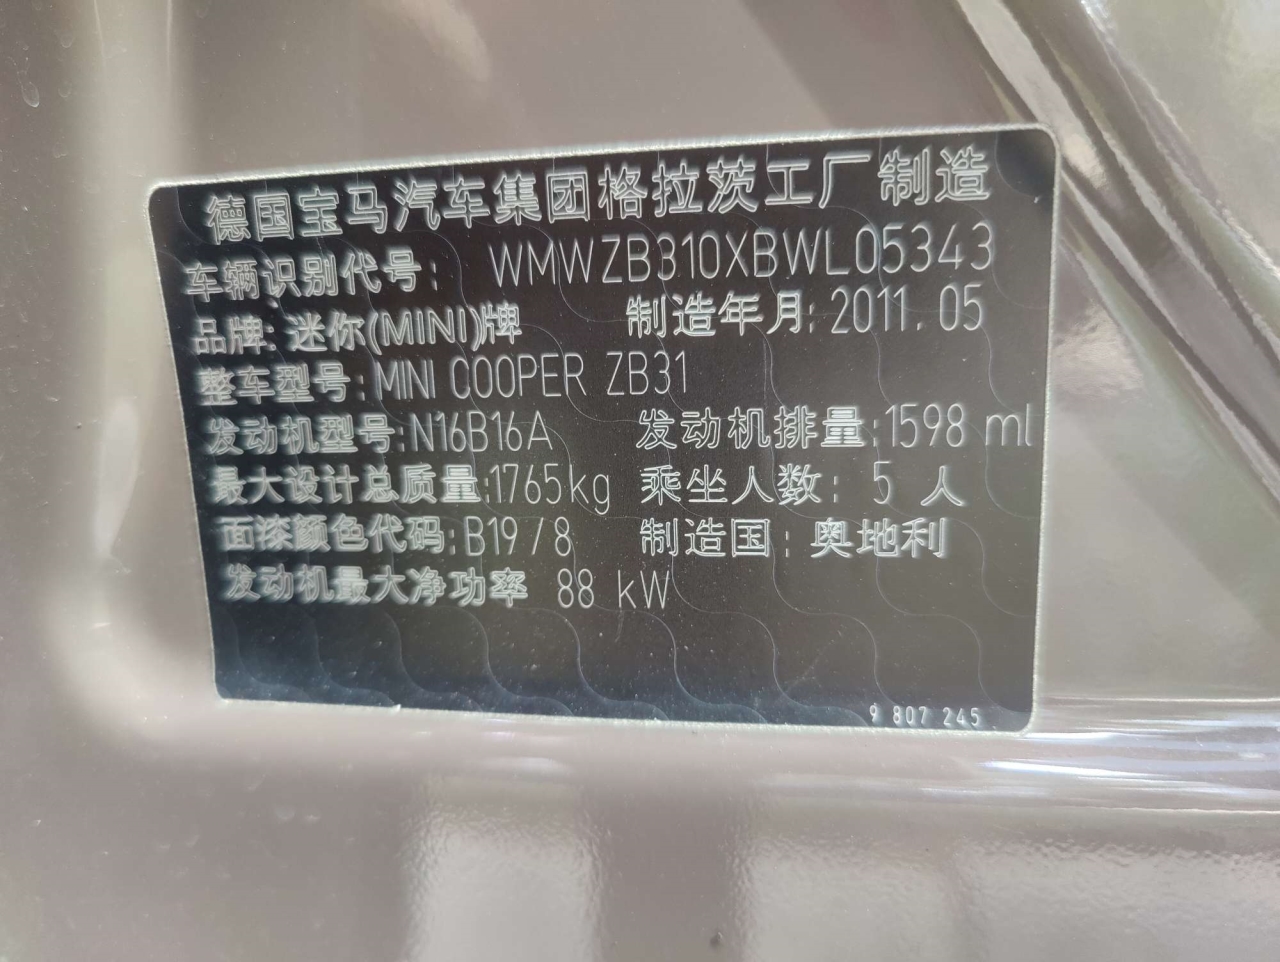 德国宝马汽车集团格拉茨工厂制造
车辆识别代号: WMWZB310XBWL05343
品牌: 迷你(MINI)牌 制造年月: 2011.05
整车型号: MINI COOPER ZB31
发动机型号: N16B16A 发动机排量: 1598 ml
最大设计总质量: 1765kg 乘坐人数: 5 人
面漆颜色代码: B19/8 制造国: 奥地利
发动机最大净功率 88 kW
9 807 245